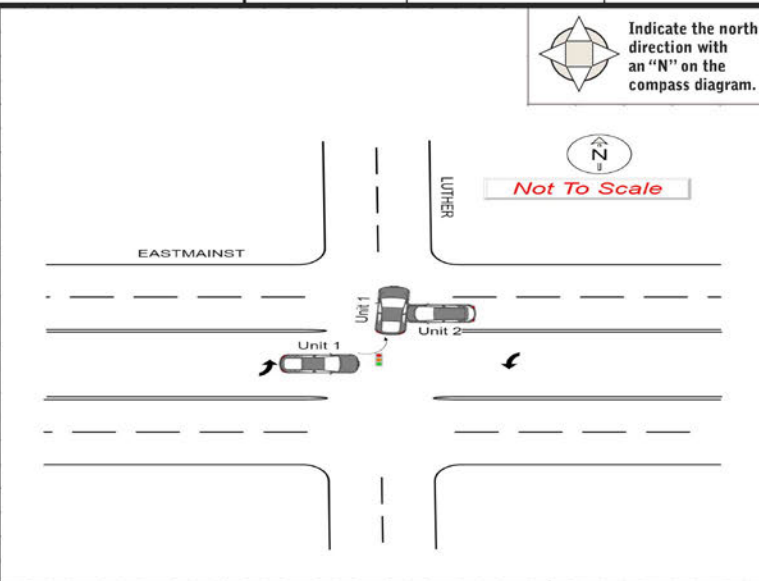 Indicate the north
direction with
an “N” on the
compass diagram.
N
Not To Scale
LUTHER
EASTMAINST
Unit 1
Unit 2
Unit 1